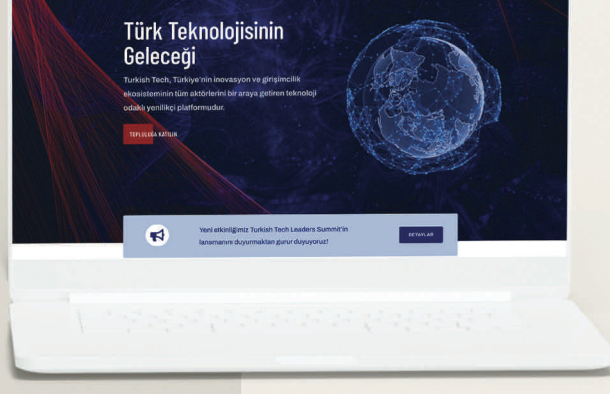 Türk Teknolojisinin
Geleceği
Turkish Tech, Türkiye'nin inovasyon ve girişimcilik
ekosisteminin tüm aktörlerini bir araya getiren teknoloji
odaklı yenilikçi platformudur.
TOPLULUĞA KATILIN
Yeni etkinliğimiz Turkish Tech Leaders Summit'in
DETAYLAR
lansmanını duyurmaktan gurur duyuyoruz!